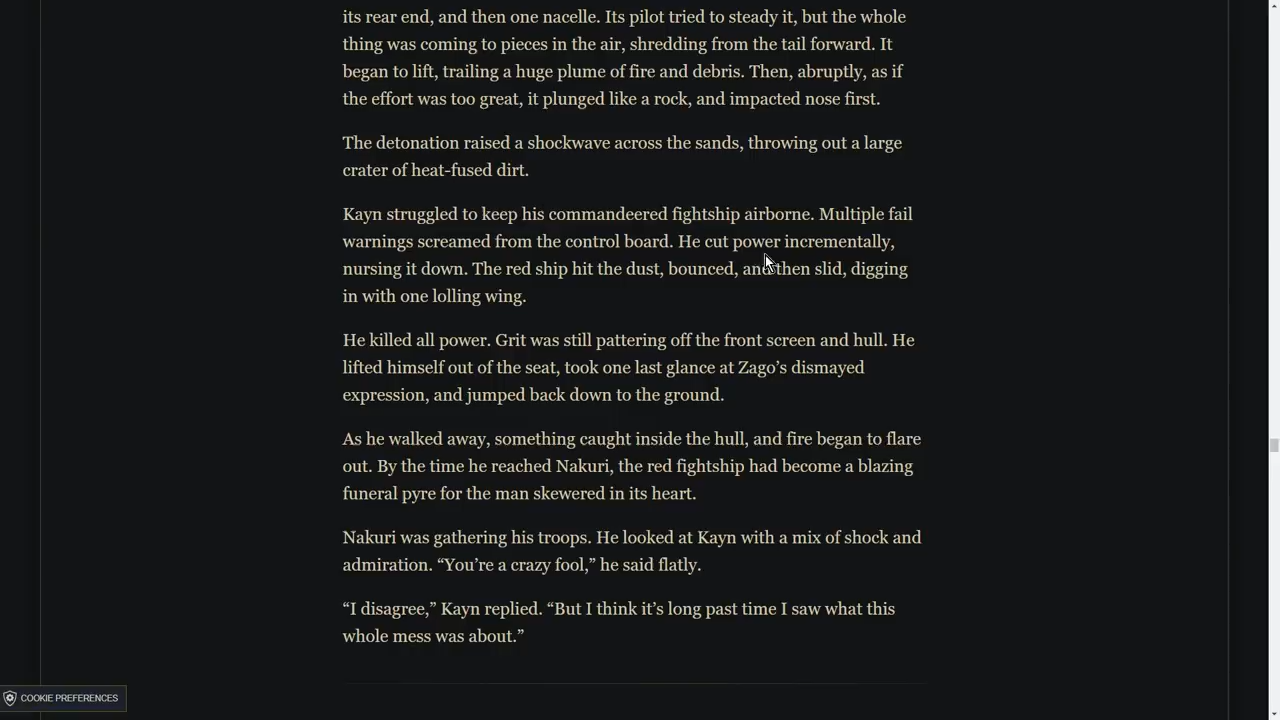 its rear end, and then one nacelle. Its pilot tried to steady it, but the whole
thing was coming to pieces in the air, shredding from the tail forward. It
began to lift, trailing a huge plume of fire and debris. Then, abruptly, as if
the effort was too great, it plunged like a rock, and impacted nose first.
The detonation raised a shockwave across the sands, throwing out a large
crater of heat-fused dirt.
Kayn struggled to keep his commandeered fightship airborne. Multiple fail
warnings screamed from the control board. He cut power incrementally,
nursing it down. The red ship hit the dust, bounced, and then slid, digging
in with one lolling wing.
He killed all power. Grit was still pattering off the front screen and hull. He
lifted himself out of the seat, took one last glance at Zago’s dismayed
expression, and jumped back down to the ground.
As he walked away, something caught inside the hull, and fire began to flare
out. By the time he reached Nakuri, the red fightship had become a blazing
funeral pyre for the man skewered in its heart.
Nakuri was gathering his troops. He looked at Kayn with a mix of shock and
admiration. “You’re a crazy fool,” he said flatly.
“I disagree,” Kayn replied. “But I think it’s long past time I saw what this
whole mess was about.”
COOKIE PREFERENCES